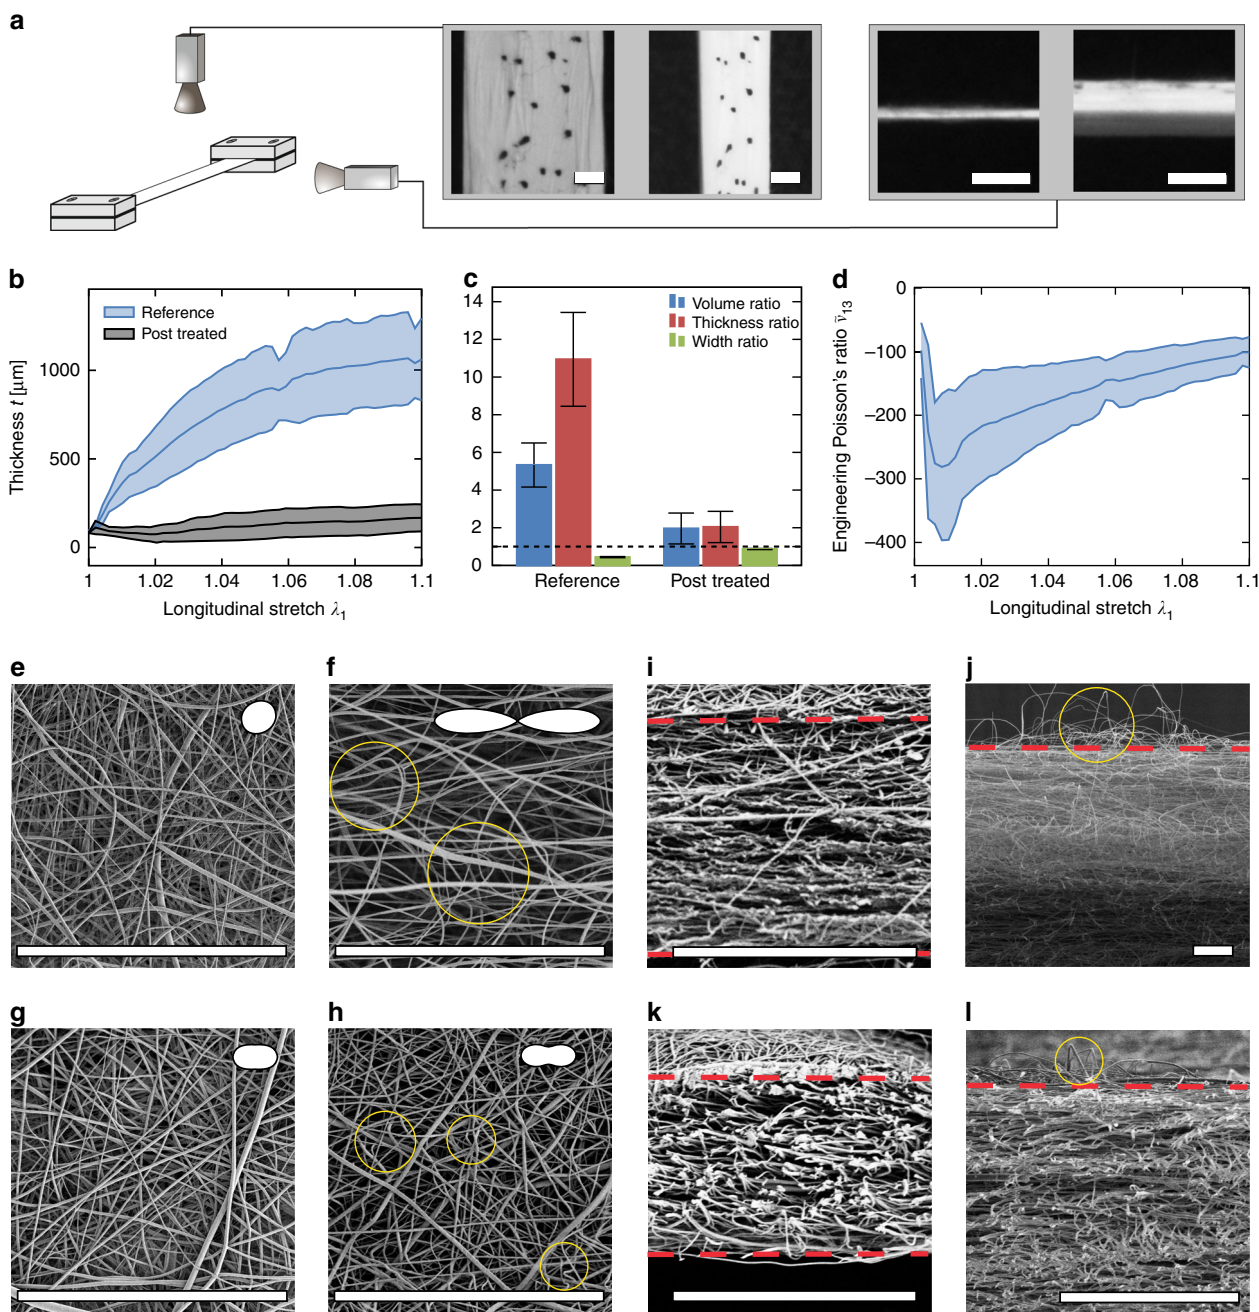 a
b
Thickness t [μm]
1000
500
0
Reference
Post treated
1
1.02
1.04
1.06
1.08
1.1
Longitudinal stretch λ1
c
14
12
10
8
6
4
2
0
Volume ratio
Thickness ratio
Width ratio
Reference
Post treated
d
Engineering Poisson's ratio ν̄13
0
−100
−200
−300
−400
1
1.02
1.04
1.06
1.08
1.1
Longitudinal stretch λ1
e
f
i
j
g
h
k
l